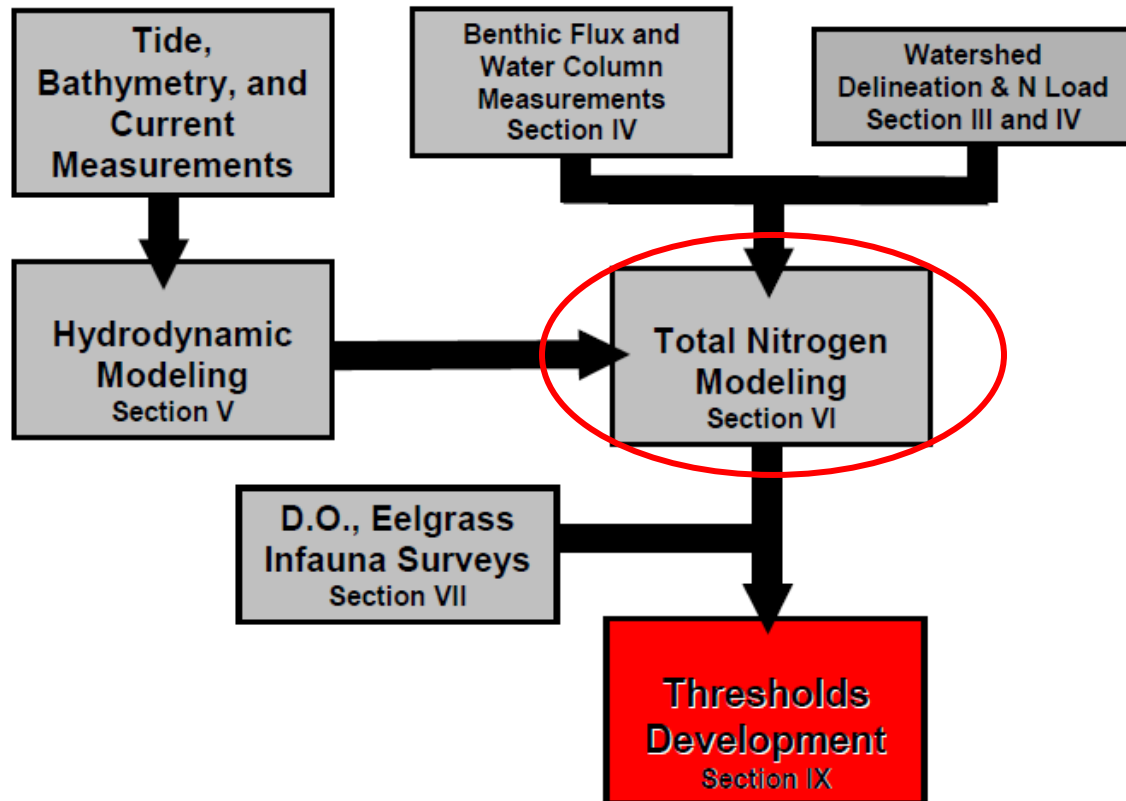 Tide,
Bathymetry, and
Current
Measurements
Benthic Flux and
Water Column
Measurements
Section IV
Watershed
Delineation & N Load
Section III and IV
Hydrodynamic
Modeling
Section V
Total Nitrogen
Modeling
Section VI
D.O., Eelgrass
Infauna Surveys
Section VII
Thresholds
Development
Section IX